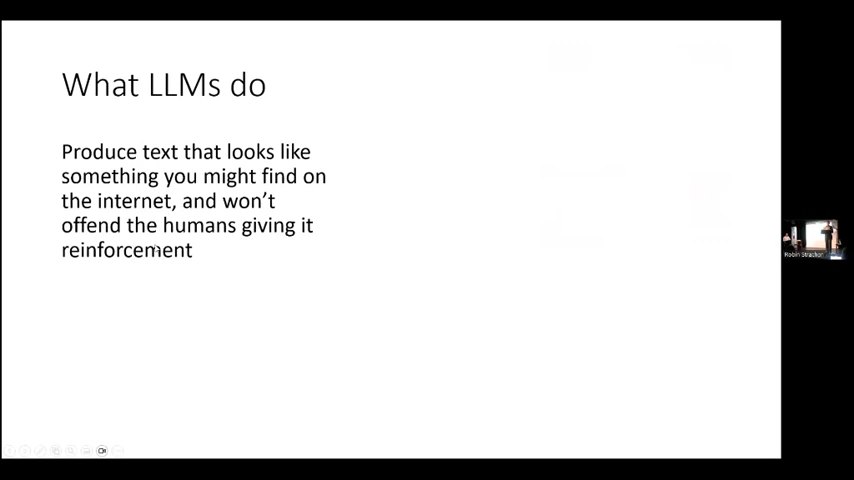 What LLMs do
Produce text that looks like
something you might find on
the internet, and won’t
offend the humans giving it
reinforcement
Robin Strachan